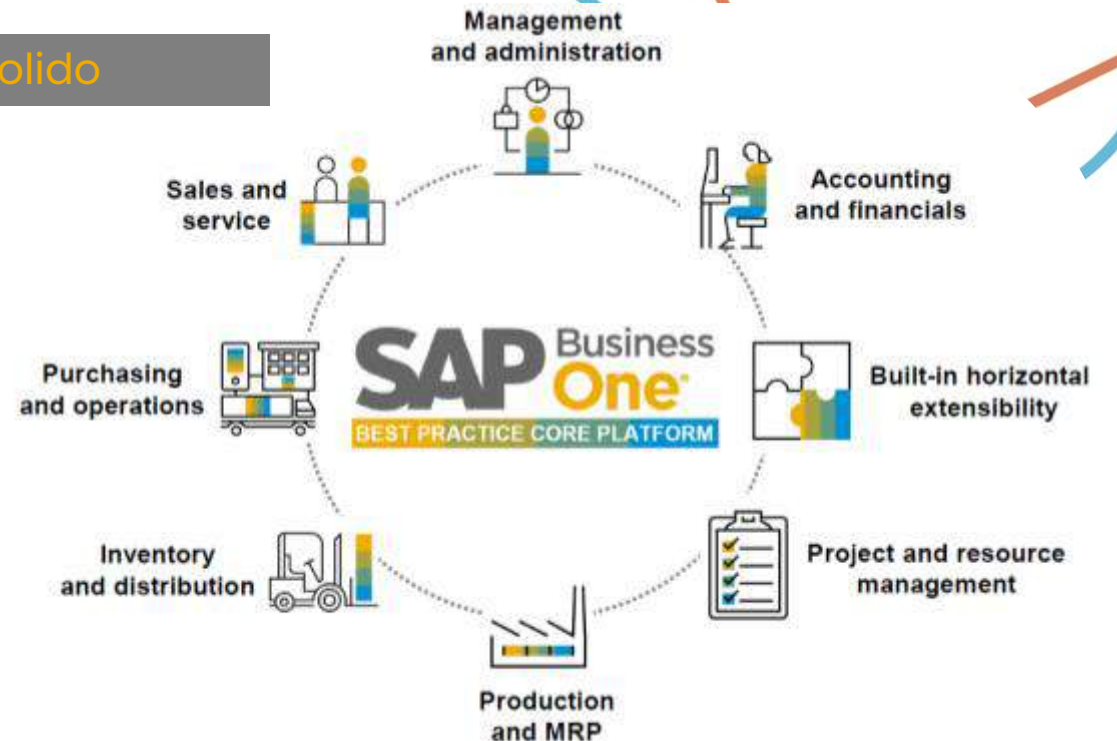 olido
Management
and administration
Sales and
service
Accounting
and financials
SAP Business
One
BEST PRACTICE CORE PLATFORM
Purchasing
and operations
Built-in horizontal
extensibility
Inventory
and distribution
Project and resource
management
Production
and MRP